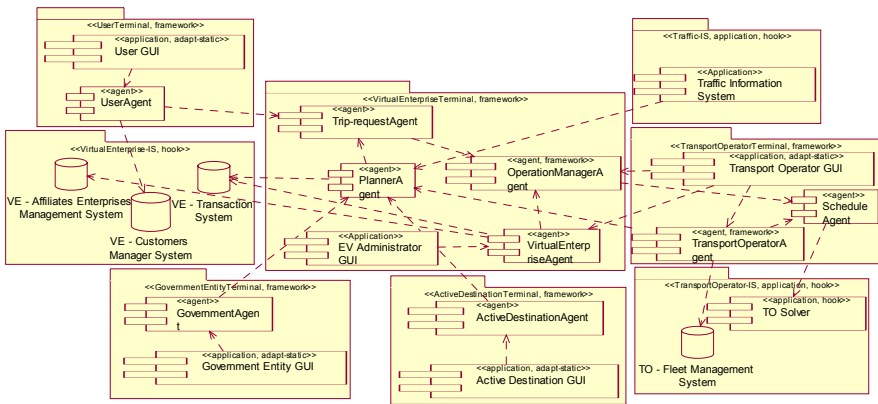 <<UserTerminal, framework>>
<<application, adapt-static>>
User GUI
<<agent>>
UserAgent
<<Traffic-IS, application, hook>>
<<Application>>
Traffic Information
System
<<VirtualEnterpriseTerminal, framework>>
<<agent>>
Trip-requestAgent
<<agent>>
PlannerA
gent
<<agent, framework>>
OperationManagerA
gent
<<Application>>
EV Administrator
GUI
<<agent>>
VirtualEnterp
riseAgent
<<VirtualEnterprise-IS, hook>>
VE - Affiliates Enterprises
Management System
VE - Transaction
System
VE - Customers
Manager System
<<TransportOperatorTerminal, framework>>
<<application, adapt-static>>
Transport Operator GUI
<<agent>>
Schedule
Agent
<<agent, framework>>
TransportOperatorA
gent
<<GovernmentEntityTerminal, framework>>
<<agent>>
GovernmentAgen
t
<<application, adapt-static>>
Government Entity GUI
<<ActiveDestinationTerminal, framework>>
<<agent>>
ActiveDestinationAgent
<<application, adapt-static>>
Active Destination GUI
<<TransportOperator-IS, application, hook>>
<<application, hook>>
TO Solver
TO - Fleet Management
System